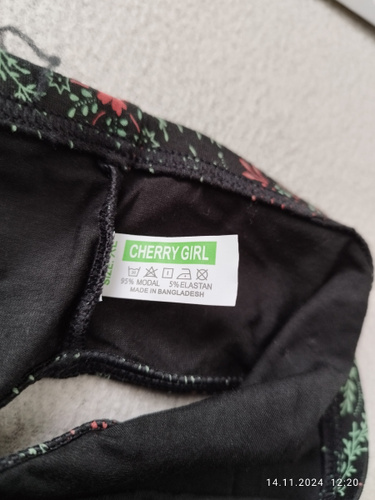 CHERRY GIRL
95% MODAL 5% ELASTAN
MADE IN BANGLADESH
14.11.2024 12:20